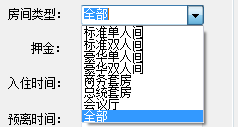 房间类型： 全部
标准单人间
标准双人间
押金：
豪华单人间
豪华双人间
商务套房
入住时间：
总统套房
会议厅
全部
预离时间：